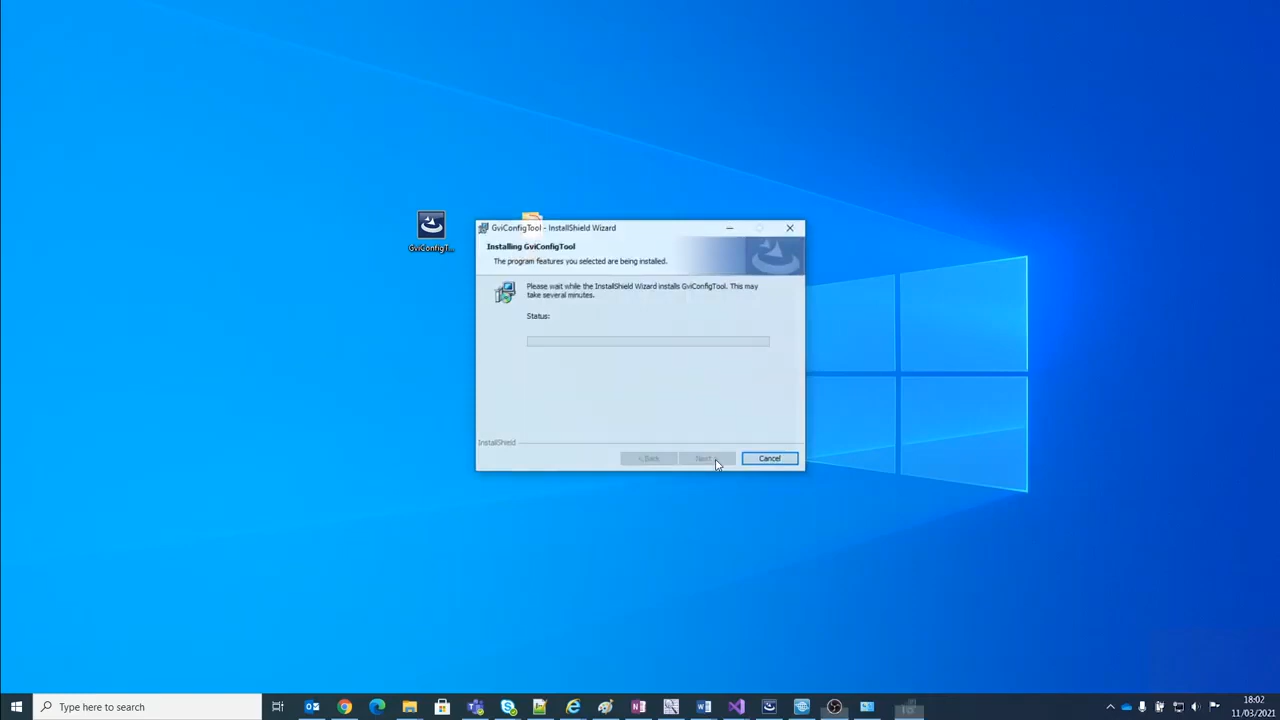 GviConfigT...
GviConfigTool - InstallShield Wizard
Installing GviConfigTool
The program features you selected are being installed.
Please wait while the InstallShield Wizard installs GviConfigTool. This may
take several minutes.
Status:
InstallShield
< Back
Next >
Cancel
Type here to search
18:02
11/03/2021